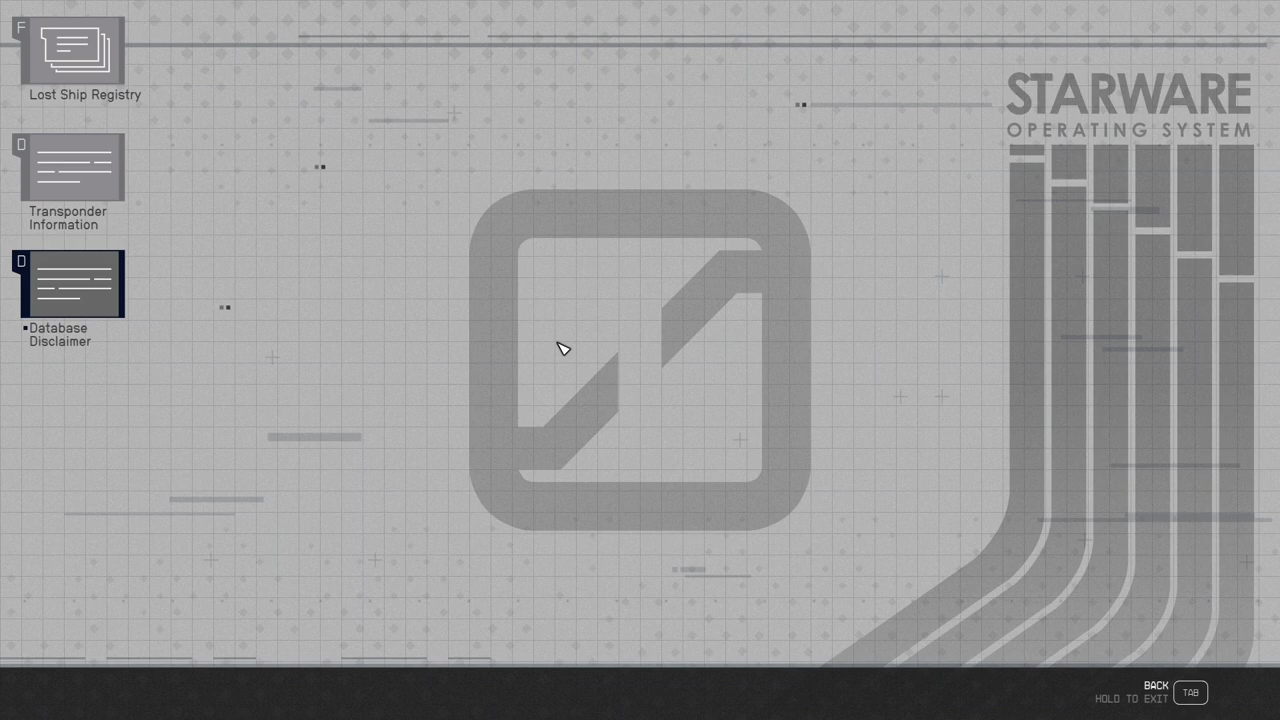 F
Lost Ship Registry
D
Transponder
Information
D
Database
Disclaimer
STARWARE
OPERATING SYSTEM
BACK
HOLD TO EXIT
TAB